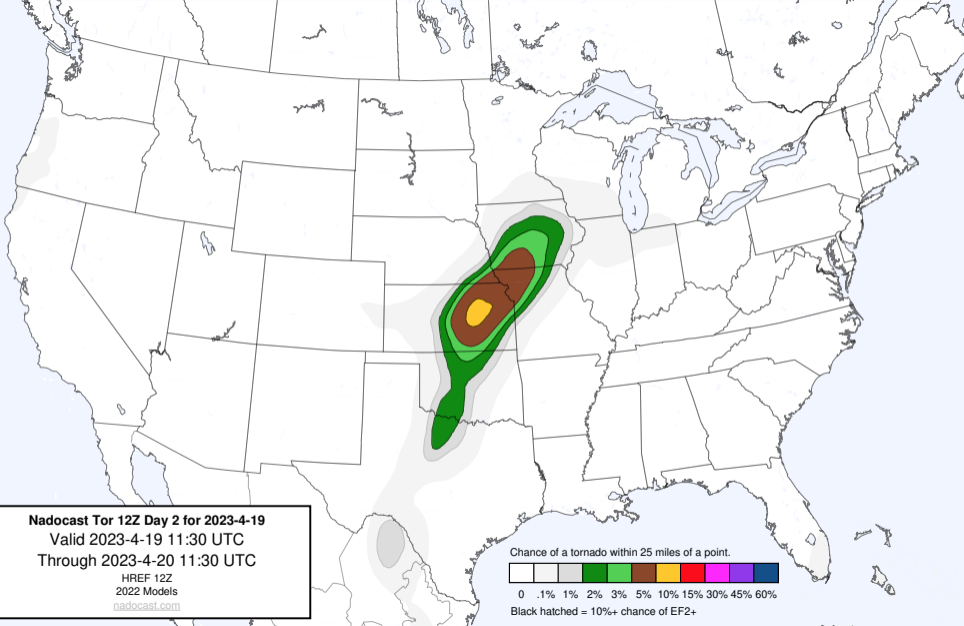 Nadocast Tor 12Z Day 2 for 2023-4-19
Valid 2023-4-19 11:30 UTC
Through 2023-4-20 11:30 UTC
HREF 12Z
2022 Models
nadocast.com
Chance of a tornado within 25 miles of a point.
0 .1% 1% 2% 3% 5% 10% 15% 30% 45% 60%
Black hatched = 10%+ chance of EF2+